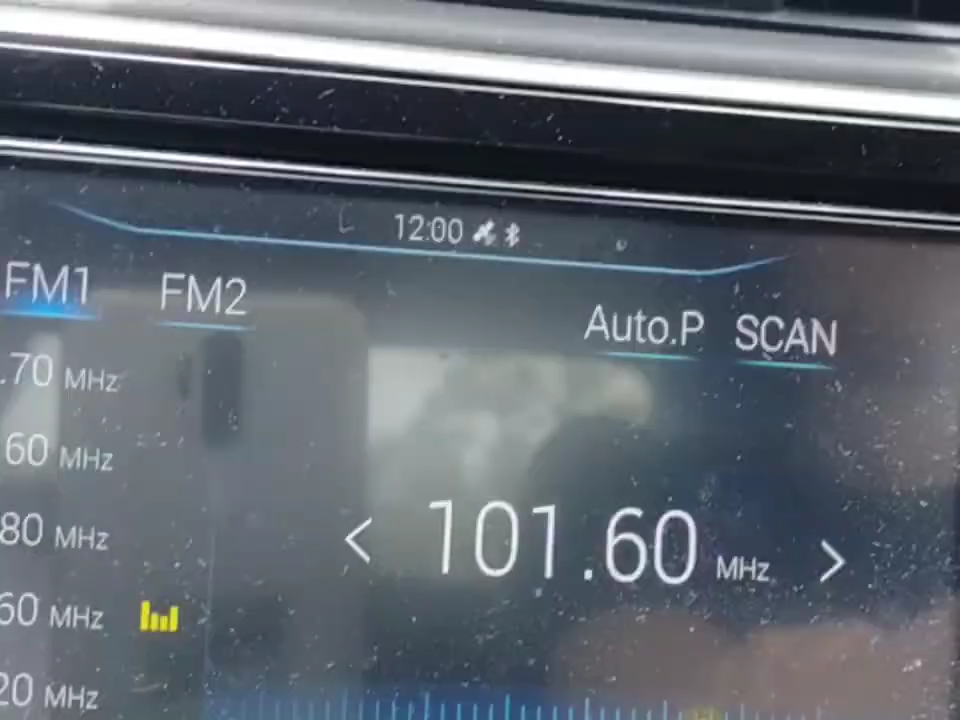 12:00
FM1 FM2 Auto.P SCAN
.70 MHz
60 MHz
80 MHz
< 101.60 MHz >
60 MHz
20 MHz